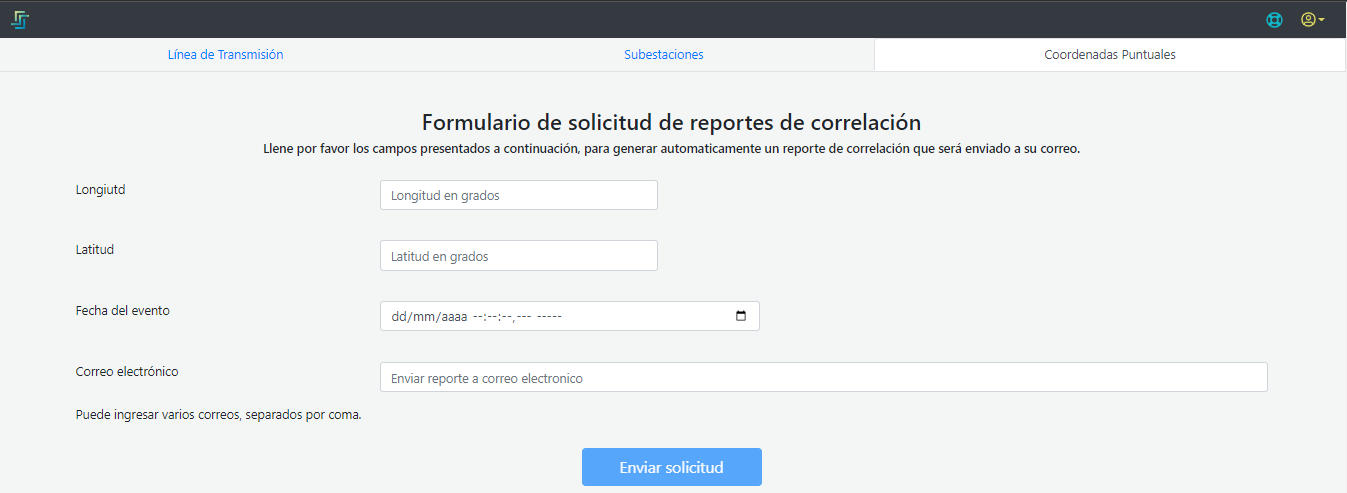 Línea de Transmisión
Subestaciones
Coordenadas Puntuales
Formulario de solicitud de reportes de correlación
Llene por favor los campos presentados a continuación, para generar automaticamente un reporte de correlación que será enviado a su correo.
Longiutd
Longitud en grados
Latitud
Latitud en grados
Fecha del evento
dd/mm/aaaa --:--:--,--- -----
Correo electrónico
Enviar reporte a correo electronico
Puede ingresar varios correos, separados por coma.
Enviar solicitud